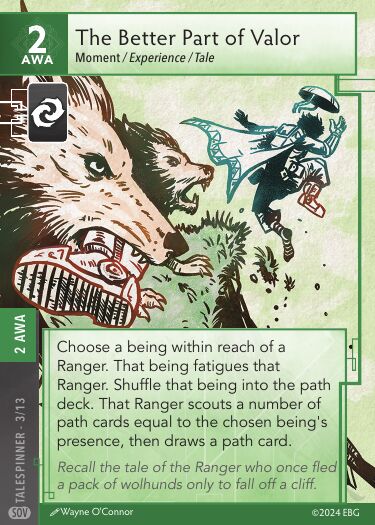 2
AWA
The Better Part of Valor
Moment / Experience / Tale
2 AWA
TALESPINNER - 3/13
SOV
Choose a being within reach of a
Ranger. That being fatigues that
Ranger. Shuffle that being into the path
deck. That Ranger scouts a number of
path cards equal to the chosen being's
presence, then draws a path card.
Recall the tale of the Ranger who once fled
a pack of wolhunds only to fall off a cliff.
Wayne O'Connor
©2024 EBG